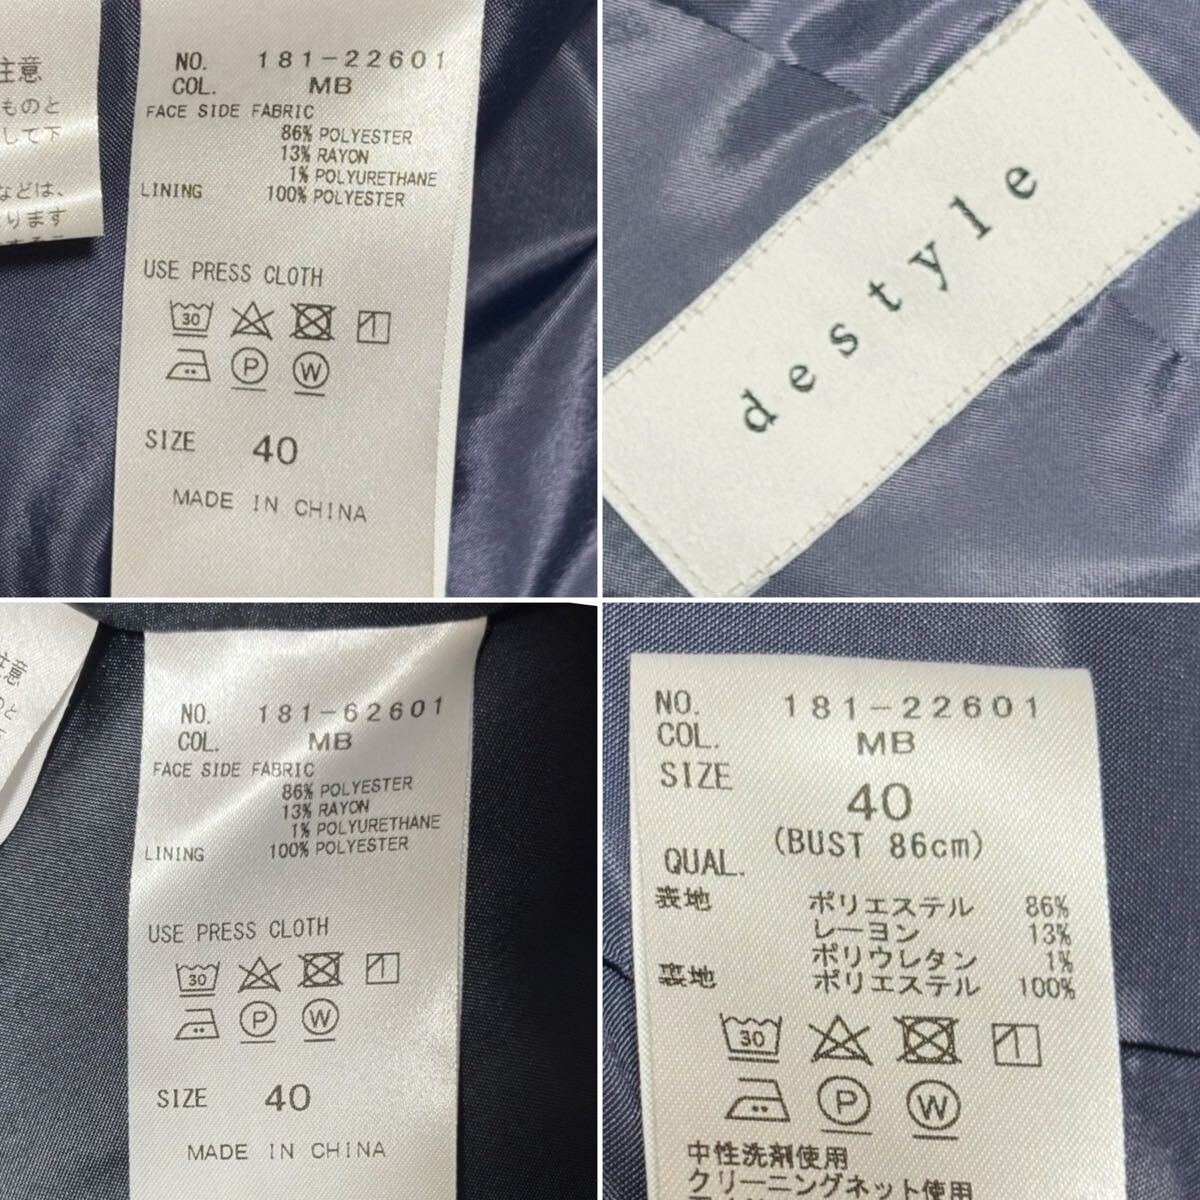 注意
ものと
して下
などは、
ります
NO. 181-22601
COL. MB
FACE SIDE FABRIC
86% POLYESTER
13% RAYON
1% POLYURETHANE
LINING 100% POLYESTER
USE PRESS CLOTH
30
P W
SIZE 40
MADE IN CHINA
destyle
NO. 181-62601
COL. MB
FACE SIDE FABRIC
86% POLYESTER
13% RAYON
1% POLYURETHANE
LINING 100% POLYESTER
USE PRESS CLOTH
30
P W
SIZE 40
MADE IN CHINA
NO. 181-22601
COL. MB
SIZE 40
(BUST 86cm)
QUAL.
表地 ポリエステル 86%
レーヨン 13%
ポリウレタン 1%
裏地 ポリエステル 100%
30
P W
中性洗剤使用
クリーニングネット使用